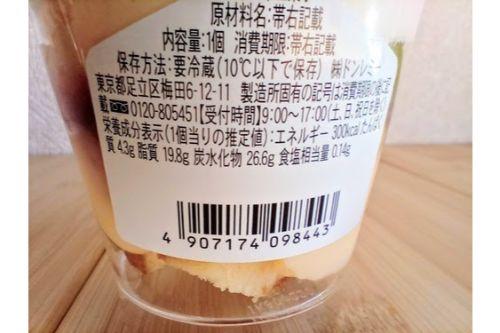 原材料名:帯右記載
内容量:1個 消費期限:帯右記載
保存方法:要冷蔵(10℃以下で保存) ㈱ドンレミー
東京都足立区梅田6-12-11 製造所固有の記号は消費期限の後に記
載 0120-805451【受付時間】9:00~17:00(土、日、祝日を除く)
栄養成分表示(1個当りの推定値):エネルギー 300kcal たんぱく
質 4.3g 脂質 19.8g 炭水化物 26.6g 食塩相当量 0.14g
4 907174 098443